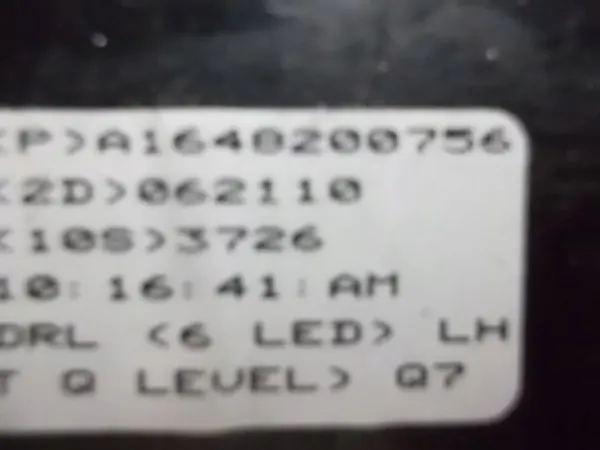 <P>A1648200756
<2D>062110
<10S>3726
10:16:41:AM
DRL <6 LED> LH
T Q LEVEL> Q7